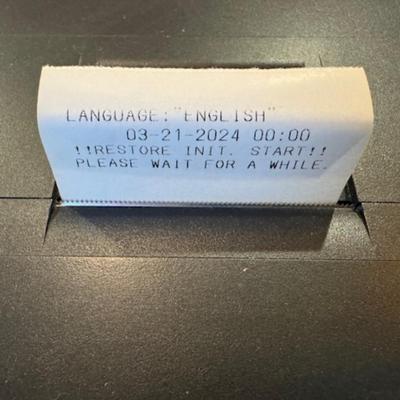 LANGUAGE:"ENGLISH"
03-21-2024 00:00
!!RESTORE INIT. START!!
PLEASE WAIT FOR A WHILE.